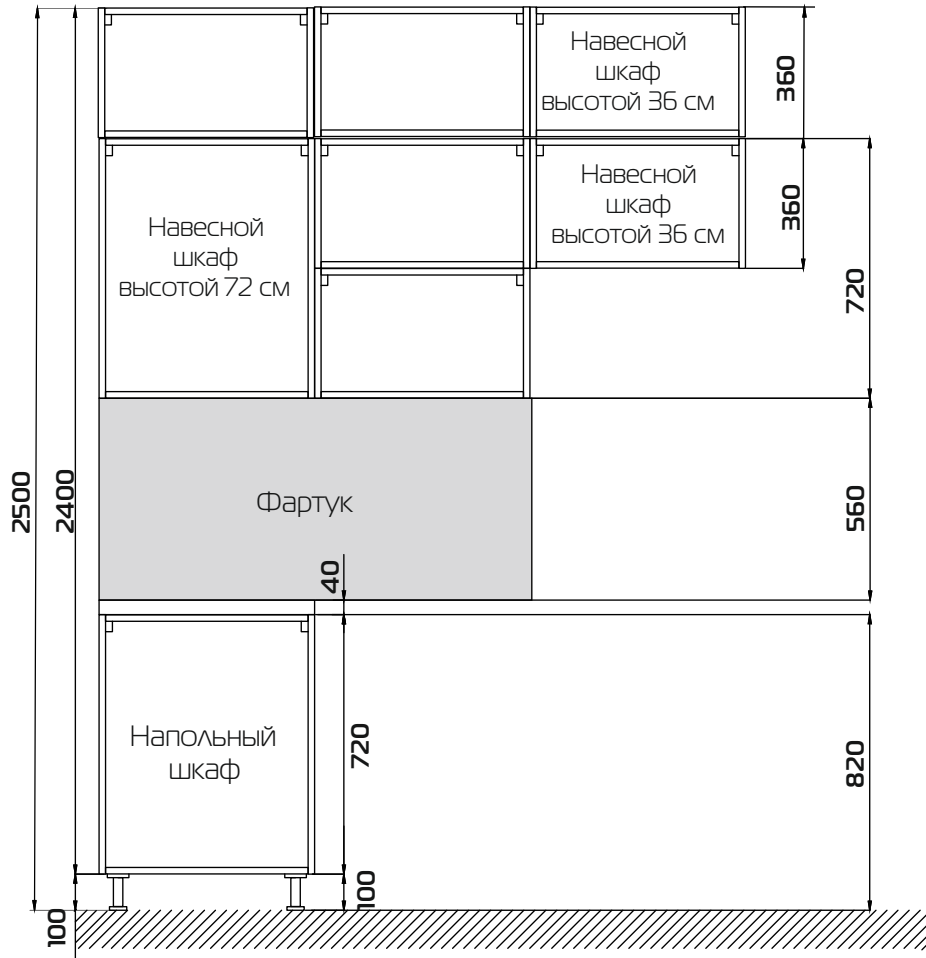 Навесной
шкаф
высотой 36 см
360
Навесной
шкаф
высотой 36 см
360
Навесной
шкаф
высотой 72 см
720
2500
2400
Фартук
560
40
Напольный
шкаф
720
820
100
100